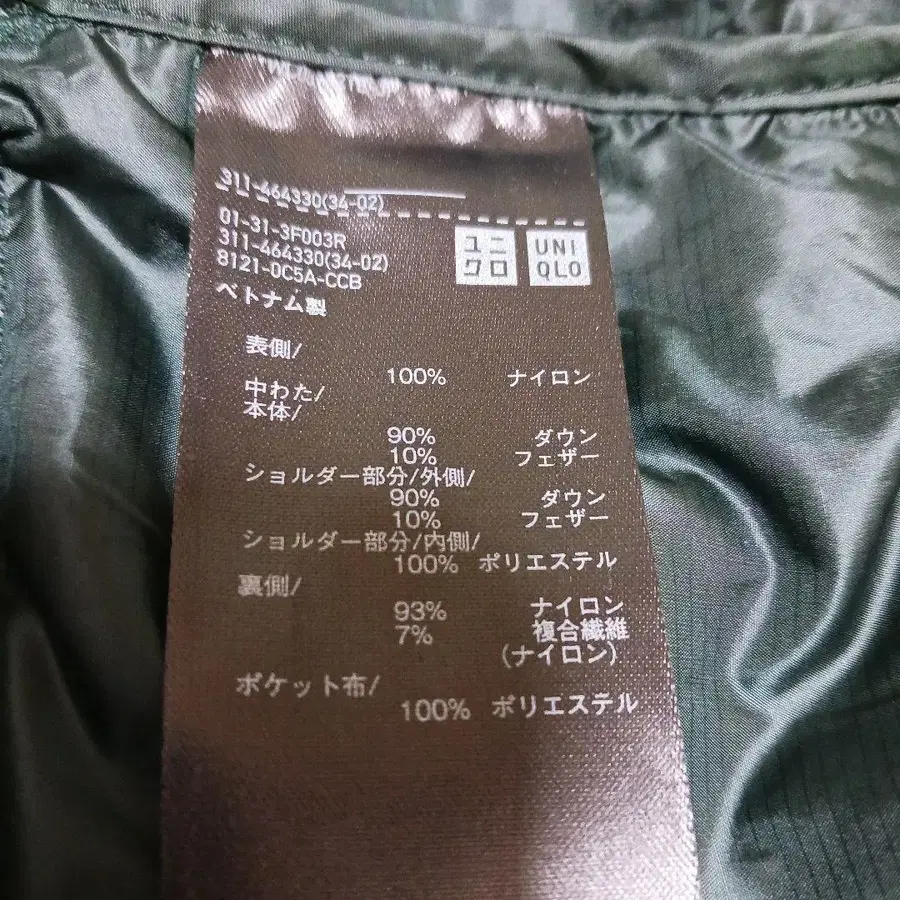 311-464330(34-02)
01-31-3F003R
311-464330(34-02)
8121-0C5A-CCB
ユニ
クロ
UNI
QLO
ベトナム製
表側/
100% ナイロン
中わた/
本体/
90% ダウン
10% フェザー
ショルダー部分/外側/
90% ダウン
10% フェザー
ショルダー部分/内側/
100% ポリエステル
裏側/
93% ナイロン
7% 複合繊維
(ナイロン)
ポケット布/
100% ポリエステル